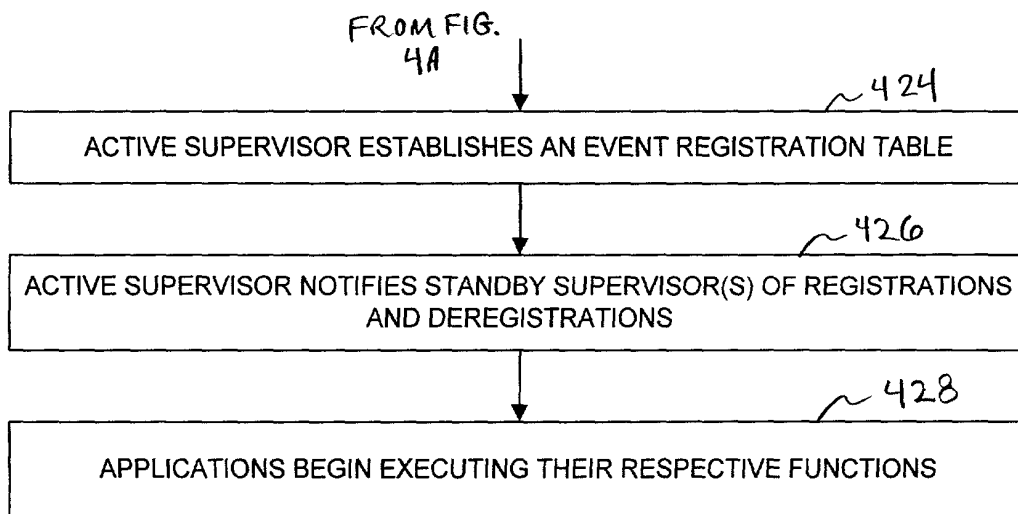 FROM FIG.
4A
424
ACTIVE SUPERVISOR ESTABLISHES AN EVENT REGISTRATION TABLE
426
ACTIVE SUPERVISOR NOTIFIES STANDBY SUPERVISOR(S) OF REGISTRATIONS
AND DEREGISTRATIONS
428
APPLICATIONS BEGIN EXECUTING THEIR RESPECTIVE FUNCTIONS